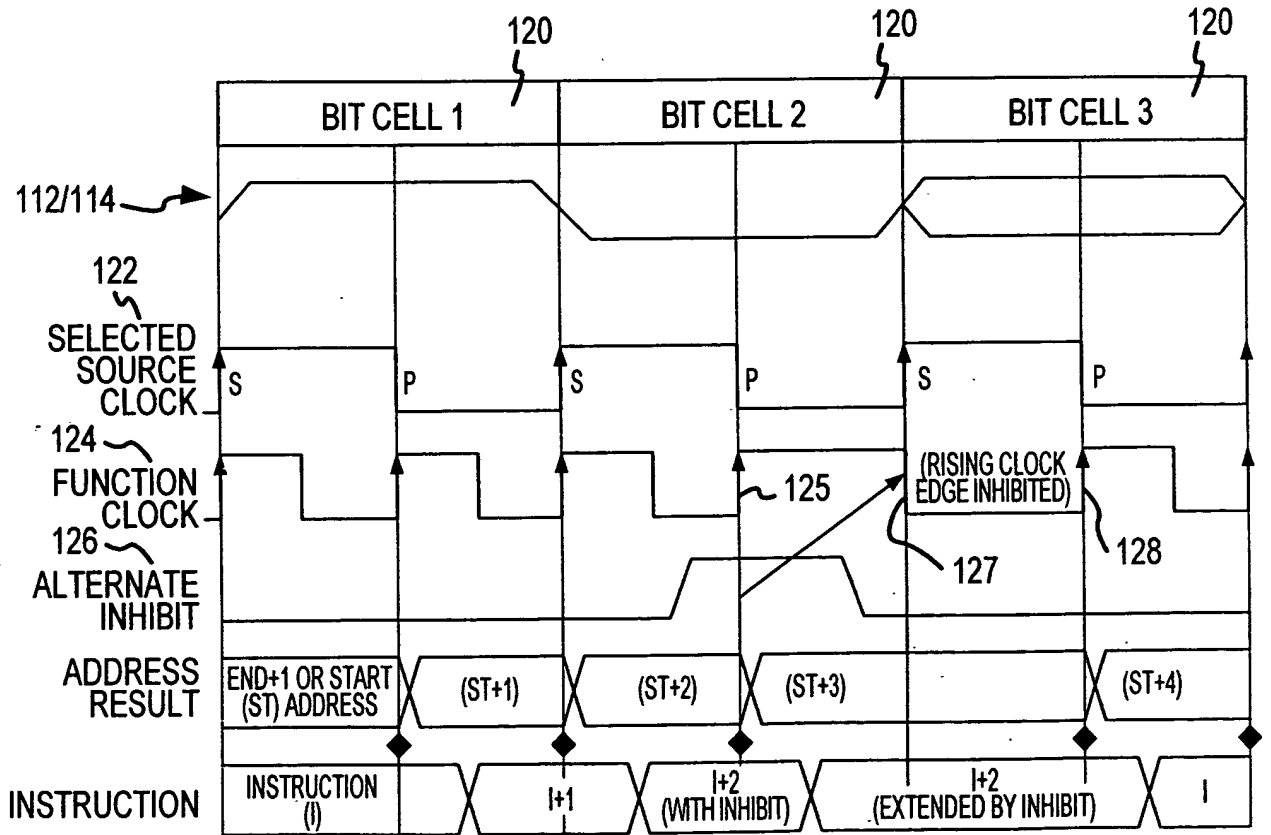 120
120
120
BIT CELL 1
BIT CELL 2
BIT CELL 3
112/114
122
SELECTED
SOURCE
CLOCK
S
P
S
P
S
P
124
FUNCTION
CLOCK
125
(RISING CLOCK
EDGE INHIBITED)
127
128
126
ALTERNATE
INHIBIT
ADDRESS
RESULT
END+1 OR START
(ST) ADDRESS
(ST+1)
(ST+2)
(ST+3)
(ST+4)
INSTRUCTION
INSTRUCTION
(I)
I+1
I+2
(WITH INHIBIT)
I+2
(EXTENDED BY INHIBIT)
I